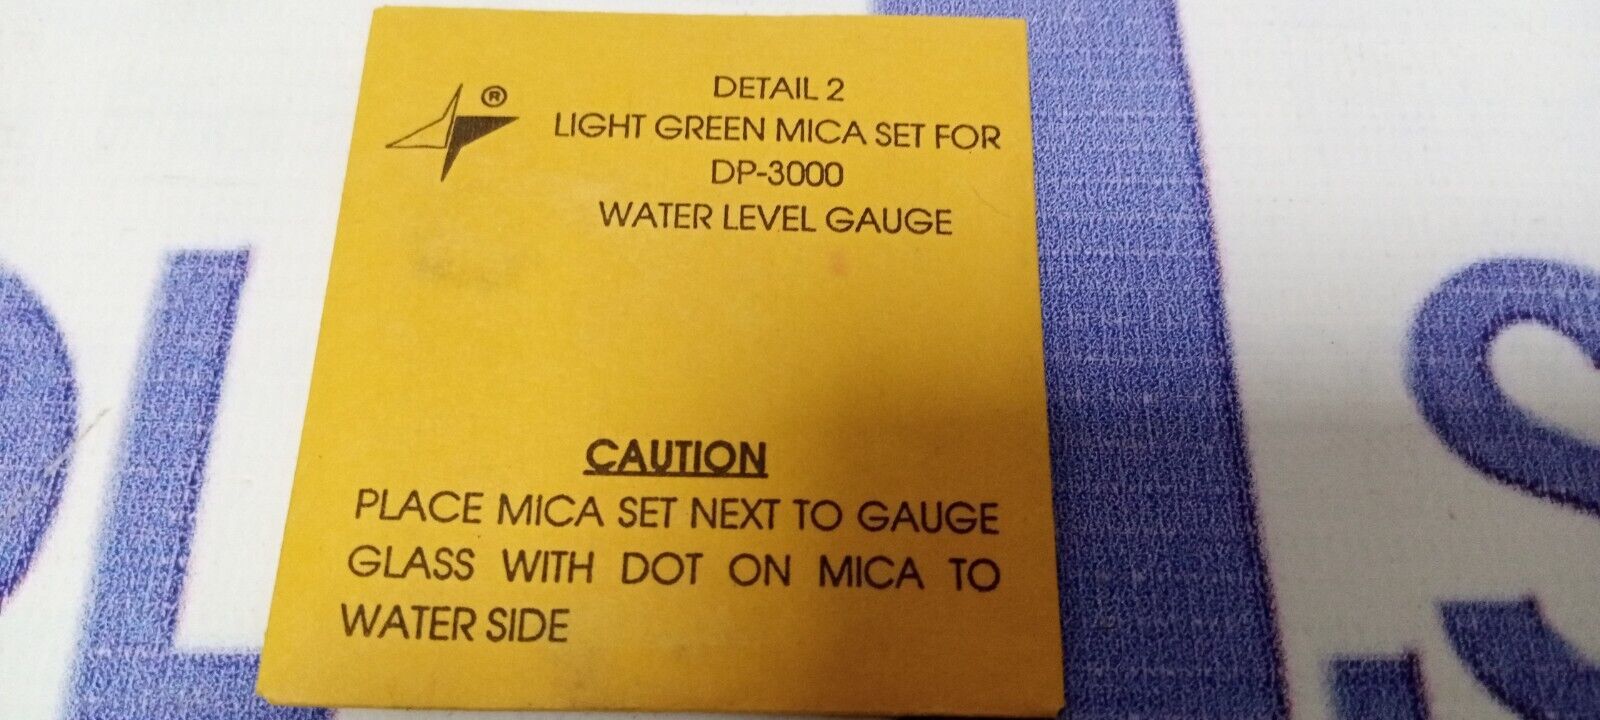 ®
DETAIL 2
LIGHT GREEN MICA SET FOR
DP-3000
WATER LEVEL GAUGE
CAUTION
PLACE MICA SET NEXT TO GAUGE
GLASS WITH DOT ON MICA TO
WATER SIDE